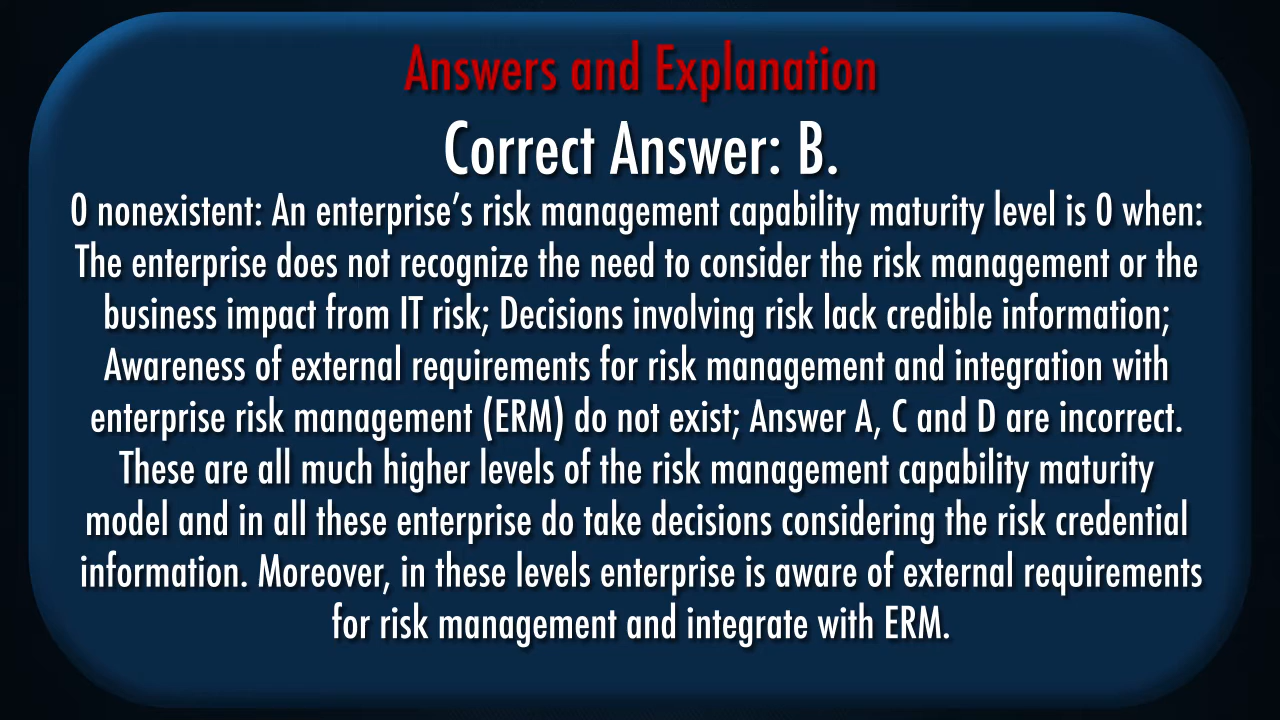 Answers and Explanation
Correct Answer: B.
0 nonexistent: An enterprise’s risk management capability maturity level is 0 when:
The enterprise does not recognize the need to consider the risk management or the
business impact from IT risk; Decisions involving risk lack credible information;
Awareness of external requirements for risk management and integration with
enterprise risk management (ERM) do not exist; Answer A, C and D are incorrect.
These are all much higher levels of the risk management capability maturity
model and in all these enterprise do take decisions considering the risk credential
information. Moreover, in these levels enterprise is aware of external requirements
for risk management and integrate with ERM.